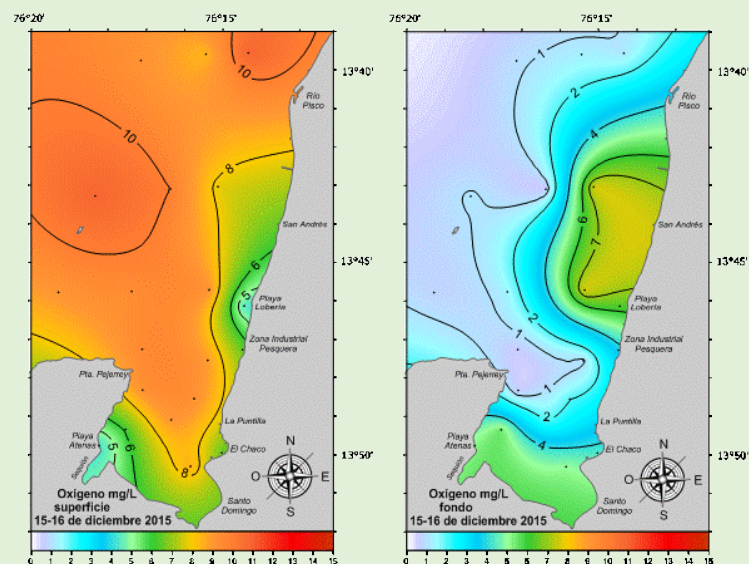 76°20' 76°15' 76°20' 76°15'
10
10
8
6
5
5
6
8
Río
Pisco
San Andrés
Playa
Lobería
Zona Industrial
Pesquera
Pta. Pejerrey
La Puntilla
Playa
Atenas
El Chaco
Sequión
Santo
Domingo
N
O E
S
Oxigeno mg/L
superficie
15-16 de diciembre 2015
0 1 2 3 4 5 6 7 8 9 10 11 12 13 14 15
13°40'
13°45'
13°50'
1
2
4
6
7
2
1
1
2
4
Río
Pisco
San Andrés
Playa
Lobería
Zona Industrial
Pesquera
Pta. Pejerrey
La Puntilla
Playa
Atenas
El Chaco
Sequión
Santo
Domingo
N
O E
S
Oxigeno mg/L
fondo
15-16 de diciembre 2015
0 1 2 3 4 5 5 7 8 9 10 11 12 13 14 15
13°40'
13°45'
13°50'